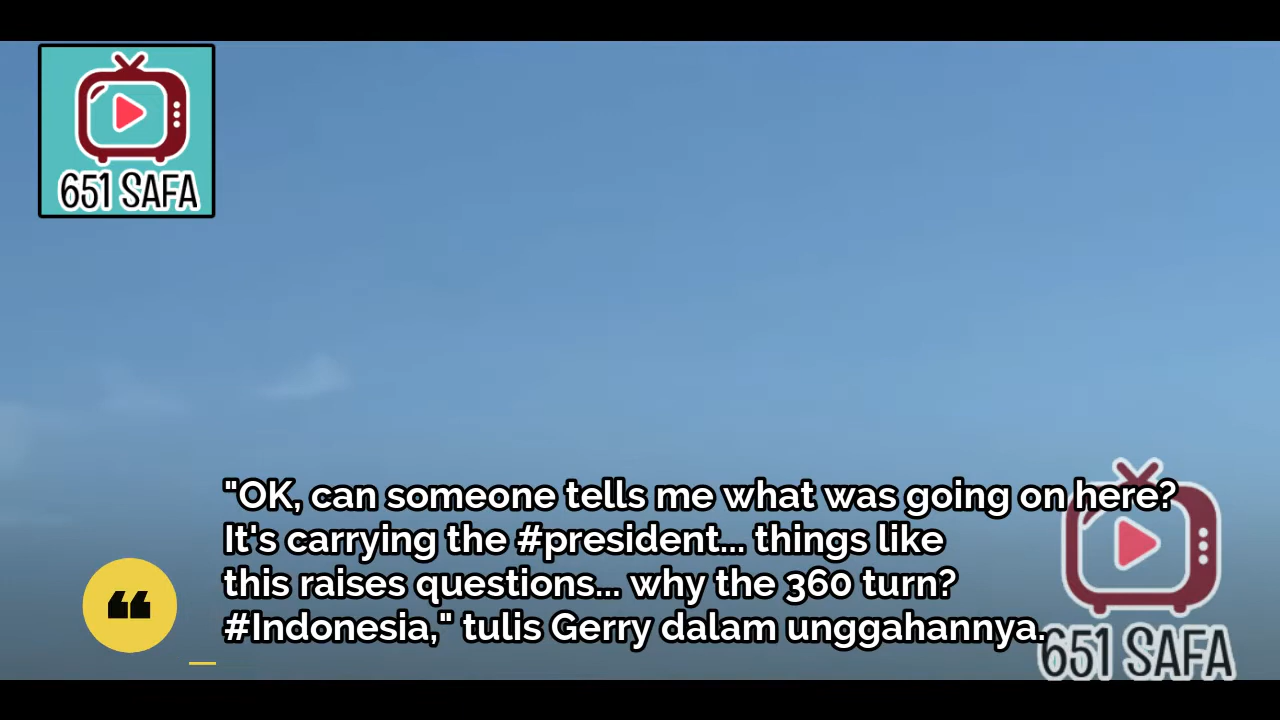 651 SAFA
"OK, can someone tells me what was going on here?
It's carrying the #president... things like
this raises questions... why the 360 turn?
#Indonesia," tulis Gerry dalam unggahannya.
651 SAFA